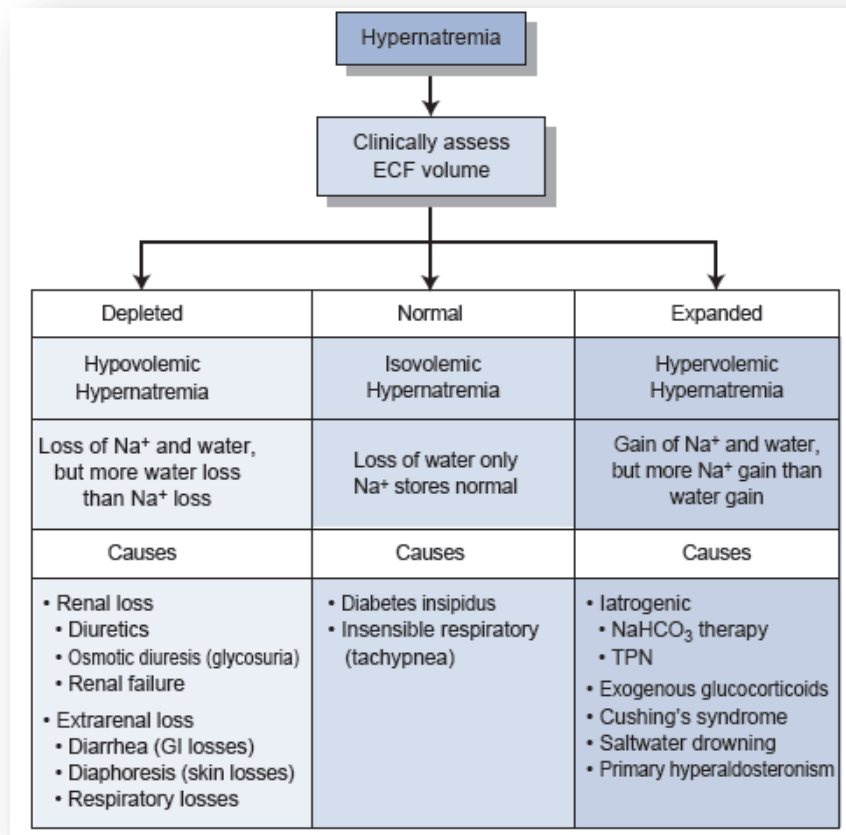 Hypernatremia
Clinically assess
ECF volume
Depleted
Normal
Expanded
Hypovolemic
Hypernatremia
Isovolemic
Hypernatremia
Hypervolemic
Hypernatremia
Loss of Na⁺ and water,
but more water loss
than Na⁺ loss
Loss of water only
Na⁺ stores normal
Gain of Na⁺ and water,
but more Na⁺ gain than
water gain
Causes
Causes
Causes
• Renal loss
• Diuretics
• Osmotic diuresis (glycosuria)
• Renal failure
• Extrarenal loss
• Diarrhea (GI losses)
• Diaphoresis (skin losses)
• Respiratory losses
• Diabetes insipidus
• Insensible respiratory
(tachypnea)
• Iatrogenic
• NaHCO₃ therapy
• TPN
• Exogenous glucocorticoids
• Cushing's syndrome
• Saltwater drowning
• Primary hyperaldosteronism